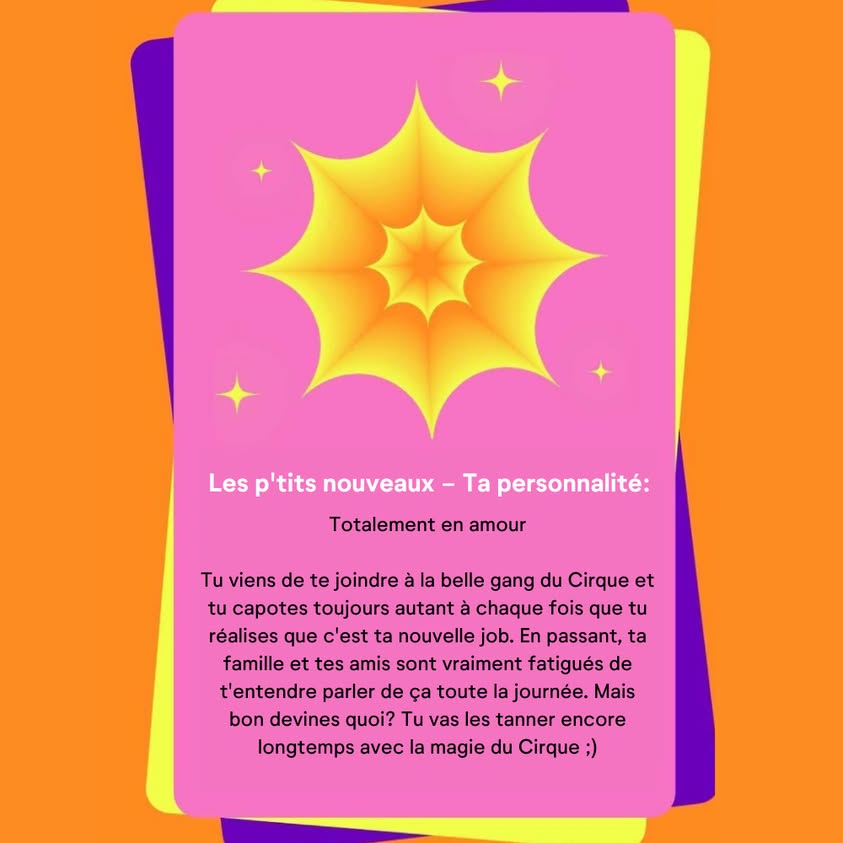 Les p'tits nouveaux – Ta personnalité:
Totalement en amour
Tu viens de te joindre à la belle gang du Cirque et
tu capotes toujours autant à chaque fois que tu
réalises que c'est ta nouvelle job. En passant, ta
famille et tes amis sont vraiment fatigués de
t'entendre parler de ça toute la journée. Mais
bon devines quoi? Tu vas les tanner encore
longtemps avec la magie du Cirque ;)